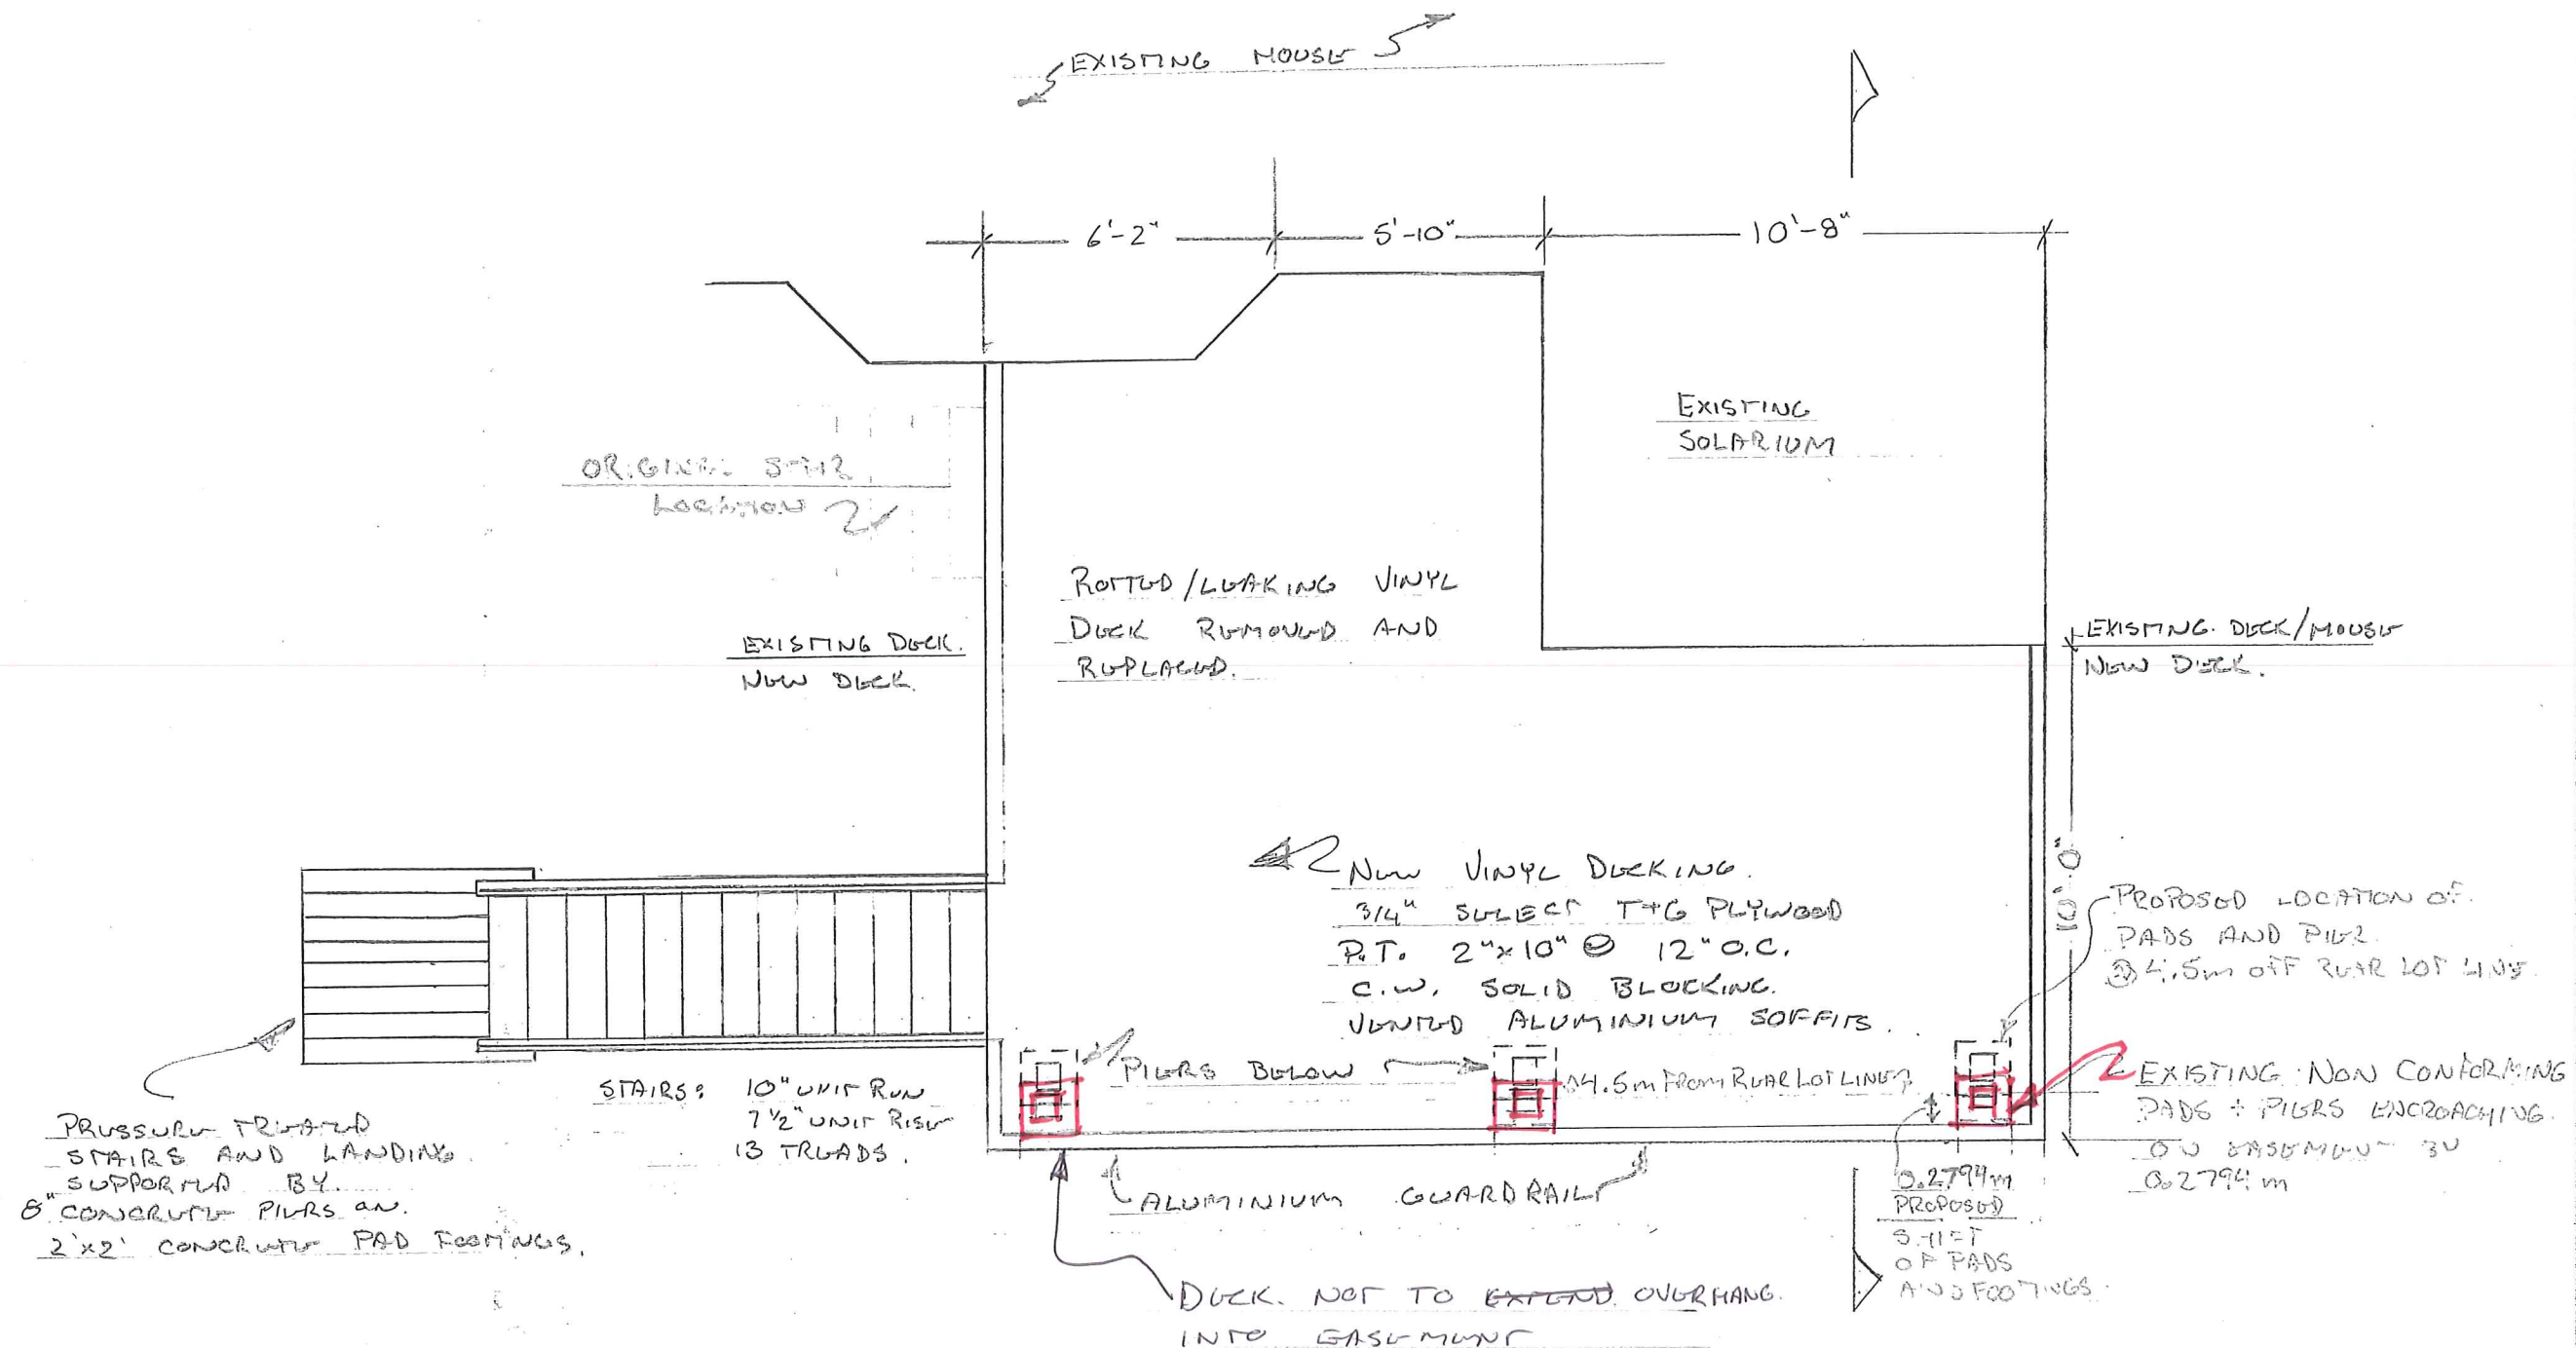 EXISTING HOUSE
6'-2"
5'-10"
10'-8"
EXISTING
SOLARIUM
ORIGINAL STAIR
LOCATION
ROTTED/LEAKING VINYL
DECK REMOVED AND
REPLACED.
EXISTING DECK.
NEW DECK.
EXISTING DECK/HOUSE
NEW DECK.
10'-0"
NEW VINYL DECKING.
3/4" SELECT T+G PLYWOOD
P.T. 2"x10" @ 12" O.C.
C.W. SOLID BLOCKING.
VENTED ALUMINIUM SOFFITS.
PROPOSED LOCATION OF
PADS AND PIER
@ 4.5m OFF REAR LOT LINE
PIERS BELOW
4.5m FROM REAR LOT LINE
EXISTING NON CONFORMING
PADS + PIERS ENCROACHING
ON EASEMENT BY
0.2794m
STAIRS: 10" UNIT RUN
7 1/2" UNIT RISE
13 TREADS.
PRESSURE TREATED
STAIRS AND LANDING
SUPPORTED BY
8" CONCRETE PIERS ON
2'x2' CONCRETE PAD FOOTINGS.
ALUMINIUM GUARDRAIL
0.2794m
PROPOSED
SHIFT
OF PADS
AND FOOTINGS.
DECK. NOT TO EXTEND OVERHANG
INTO EASEMENT